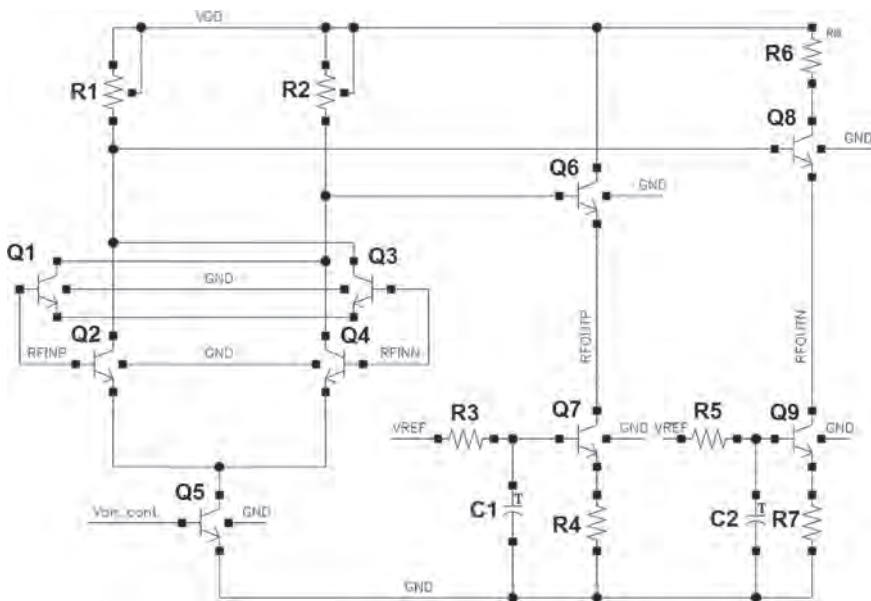 VDD
R6
R1
R2
Q8
GND
Q6
GND
Q1
Q3
GND
Q2
Q4
RFINP
GND
RFINN
RFOUTP
RFOUTN
R3
Q7
R5
Q9
VREF
GND
VREF
GND
Q5
T
T
C1
R4
C2
R7
GND
GND